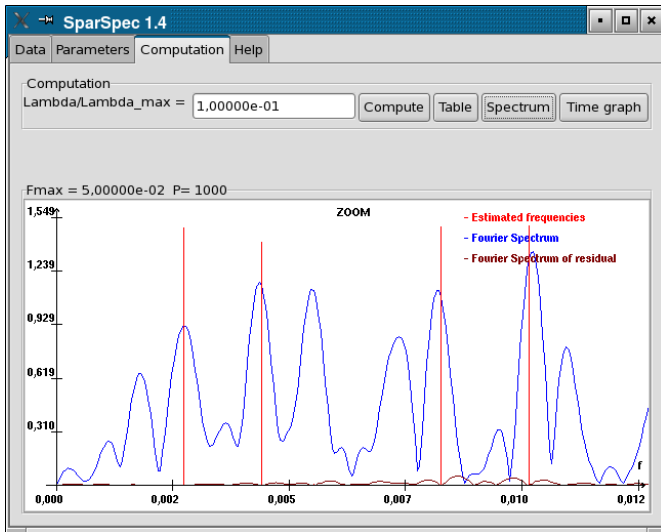 SparSpec 1.4
Data Parameters Computation Help
Computation
Lambda/Lambda_max = 1,00000e-01 Compute Table Spectrum Time graph
Fmax = 5,00000e-02 P= 1000
1,549 ZOOM - Estimated frequencies
- Fourier Spectrum
- Fourier Spectrum of residual
1,239
0,929
0,619
0,310
f
0,000 0,002 0,005 0,007 0,010 0,012